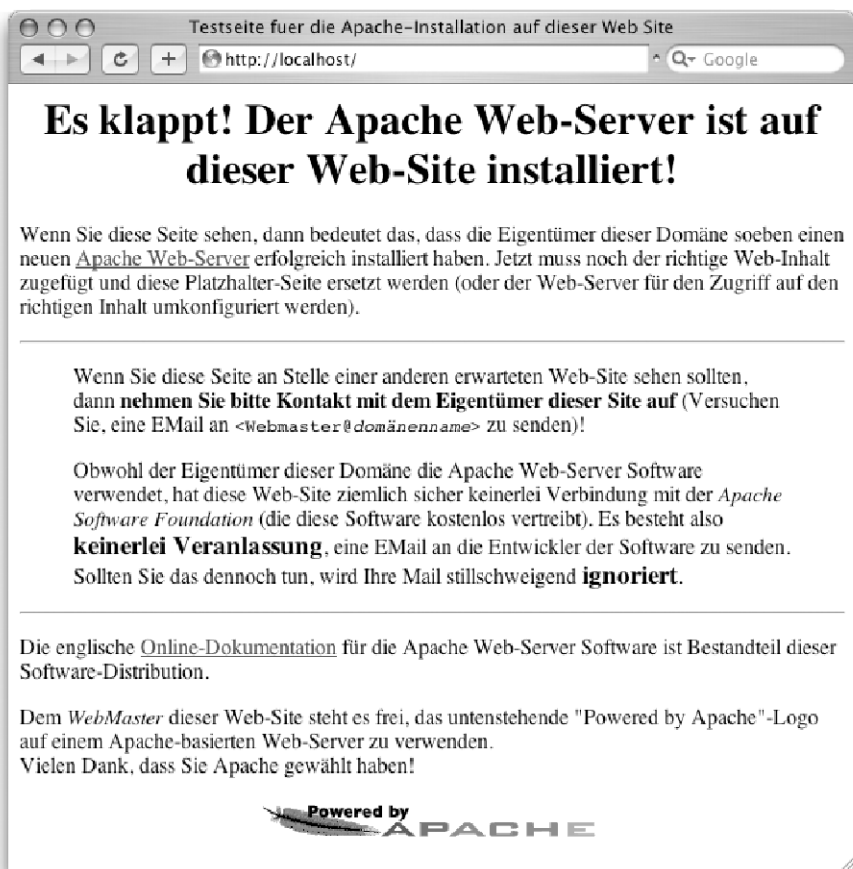 Testseite fuer die Apache-Installation auf dieser Web Site
http://localhost/
Google
Es klappt! Der Apache Web-Server ist auf
dieser Web-Site installiert!
Wenn Sie diese Seite sehen, dann bedeutet das, dass die Eigentümer dieser Domäne soeben einen
neuen Apache Web-Server erfolgreich installiert haben. Jetzt muss noch der richtige Web-Inhalt
zugefügt und diese Platzhalter-Seite ersetzt werden (oder der Web-Server für den Zugriff auf den
richtigen Inhalt umkonfiguriert werden).
Wenn Sie diese Seite an Stelle einer anderen erwarteten Web-Site sehen sollten,
dann nehmen Sie bitte Kontakt mit dem Eigentümer dieser Site auf (Versuchen
Sie, eine EMail an <Webmaster@domänenname> zu senden)!
Obwohl der Eigentümer dieser Domäne die Apache Web-Server Software
verwendet, hat diese Web-Site ziemlich sicher keinerlei Verbindung mit der Apache
Software Foundation (die diese Software kostenlos vertreibt). Es besteht also
keinerlei Veranlassung, eine EMail an die Entwickler der Software zu senden.
Sollten Sie das dennoch tun, wird Ihre Mail stillschweigend ignoriert.
Die englische Online-Dokumentation für die Apache Web-Server Software ist Bestandteil dieser
Software-Distribution.
Dem WebMaster dieser Web-Site steht es frei, das untenstehende "Powered by Apache"-Logo
auf einem Apache-basierten Web-Server zu verwenden.
Vielen Dank, dass Sie Apache gewählt haben!
Powered by
APACHE